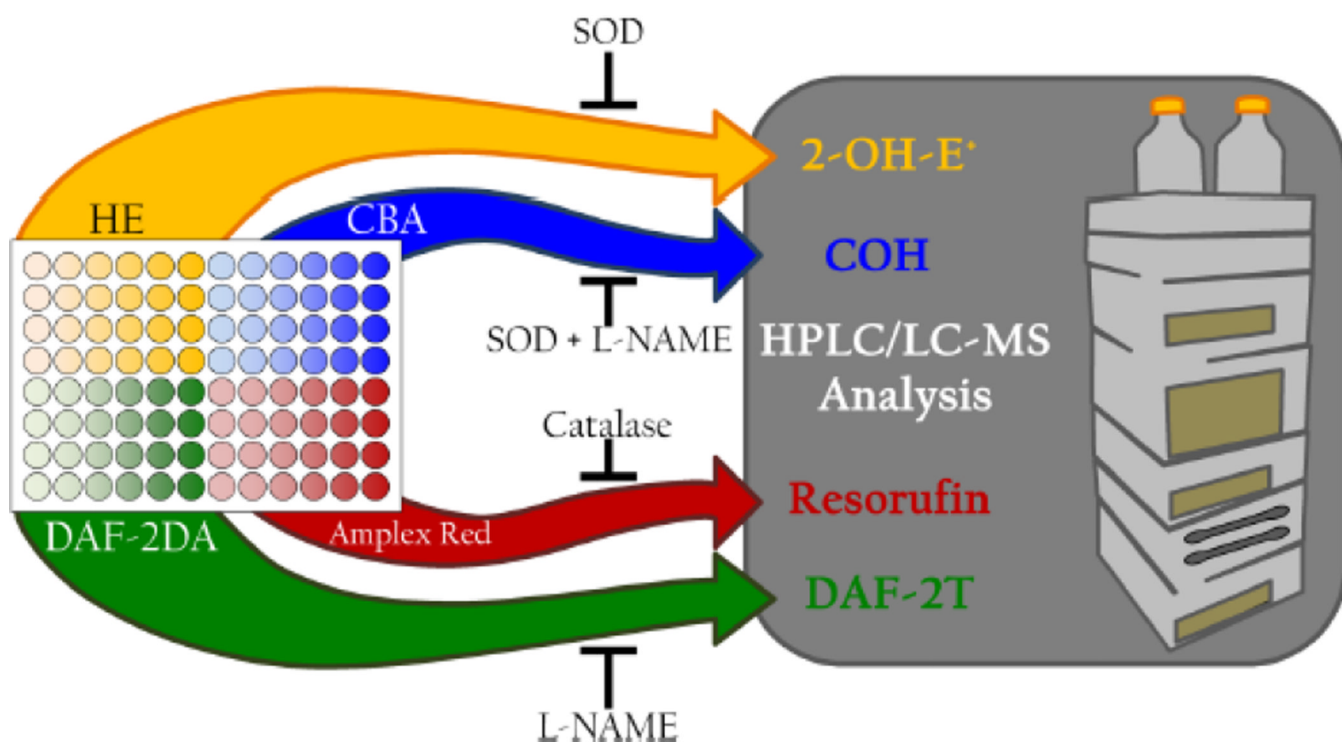 SOD
2-OH-E⁺
HE
CBA
COH
SOD + L-NAME
HPLC/LC-MS
Analysis
Catalase
Resorufin
DAF-2DA
Amplex Red
DAF-2T
L-NAME